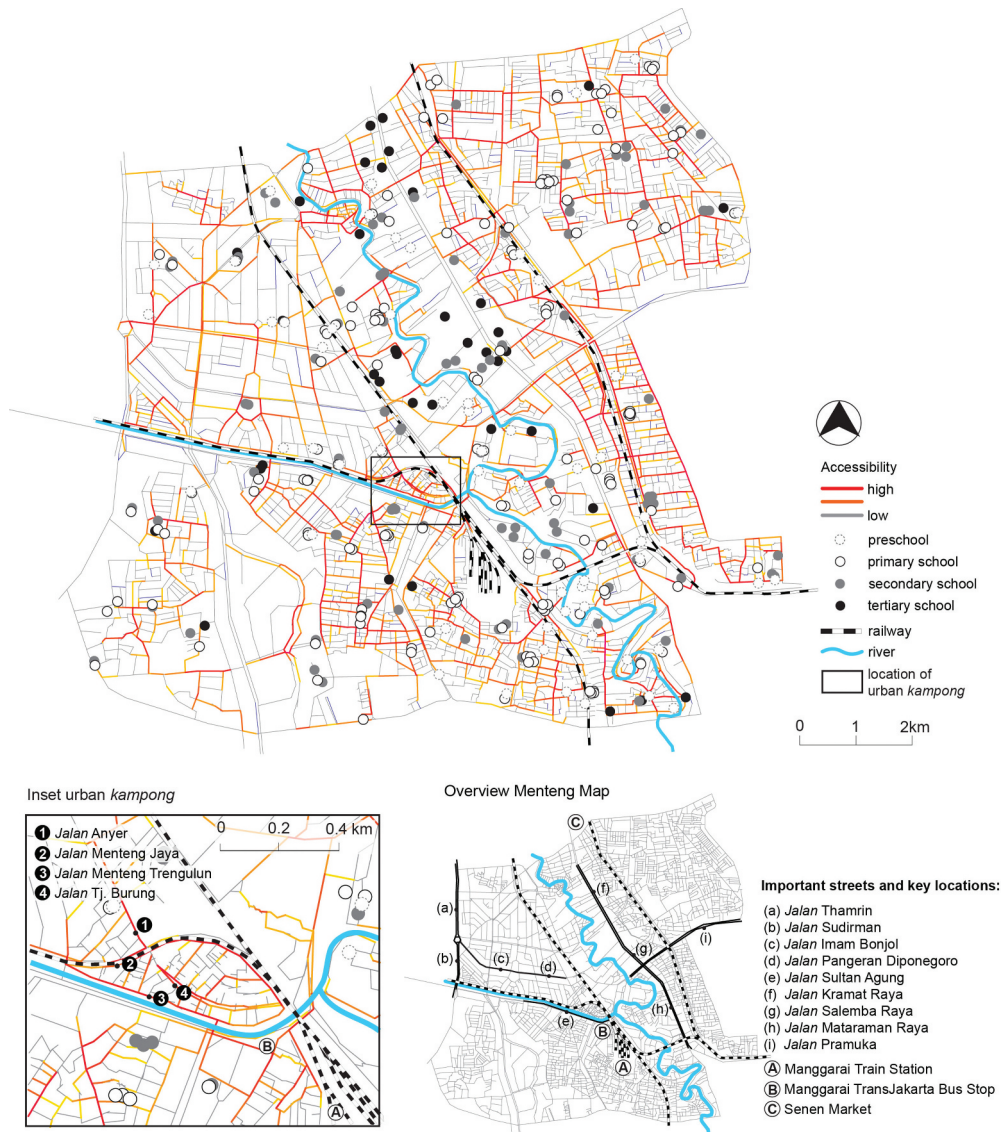 Accessibility
high
low
preschool
primary school
secondary school
tertiary school
railway
river
location of
urban kampong
0 2km
Inset urban kampong
1 Jalan Anyer
2 Jalan Menteng Jaya
3 Jalan Menteng Trengulun
4 Jalan Tj. Burung
0 0.2 0.4 km
1
2
3
4
B
A
Overview Menteng Map
C
(a)
(f)
(i)
(g)
(b)
(c)
(d)
(h)
(e)
B
A
Important streets and key locations:
(a) Jalan Thamrin
(b) Jalan Sudirman
(c) Jalan Imam Bonjol
(d) Jalan Pangeran Diponegoro
(e) Jalan Sultan Agung
(f) Jalan Kramat Raya
(g) Jalan Salemba Raya
(h) Jalan Mataraman Raya
(i) Jalan Pramuka
A Manggarai Train Station
B Manggarai TransJakarta Bus Stop
C Senen Market